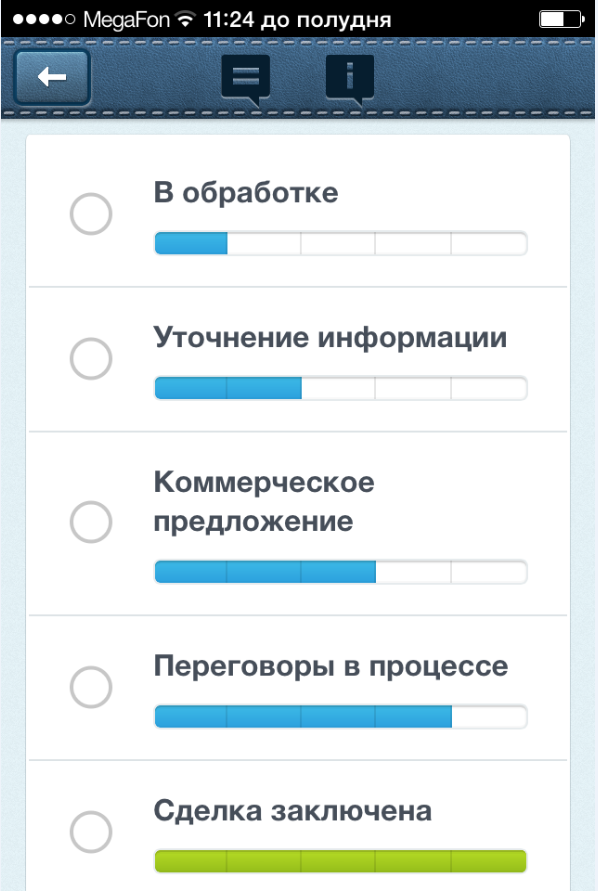 MegaFon 11:24 до полудня
В обработке
Уточнение информации
Коммерческое
предложение
Переговоры в процессе
Сделка заключена